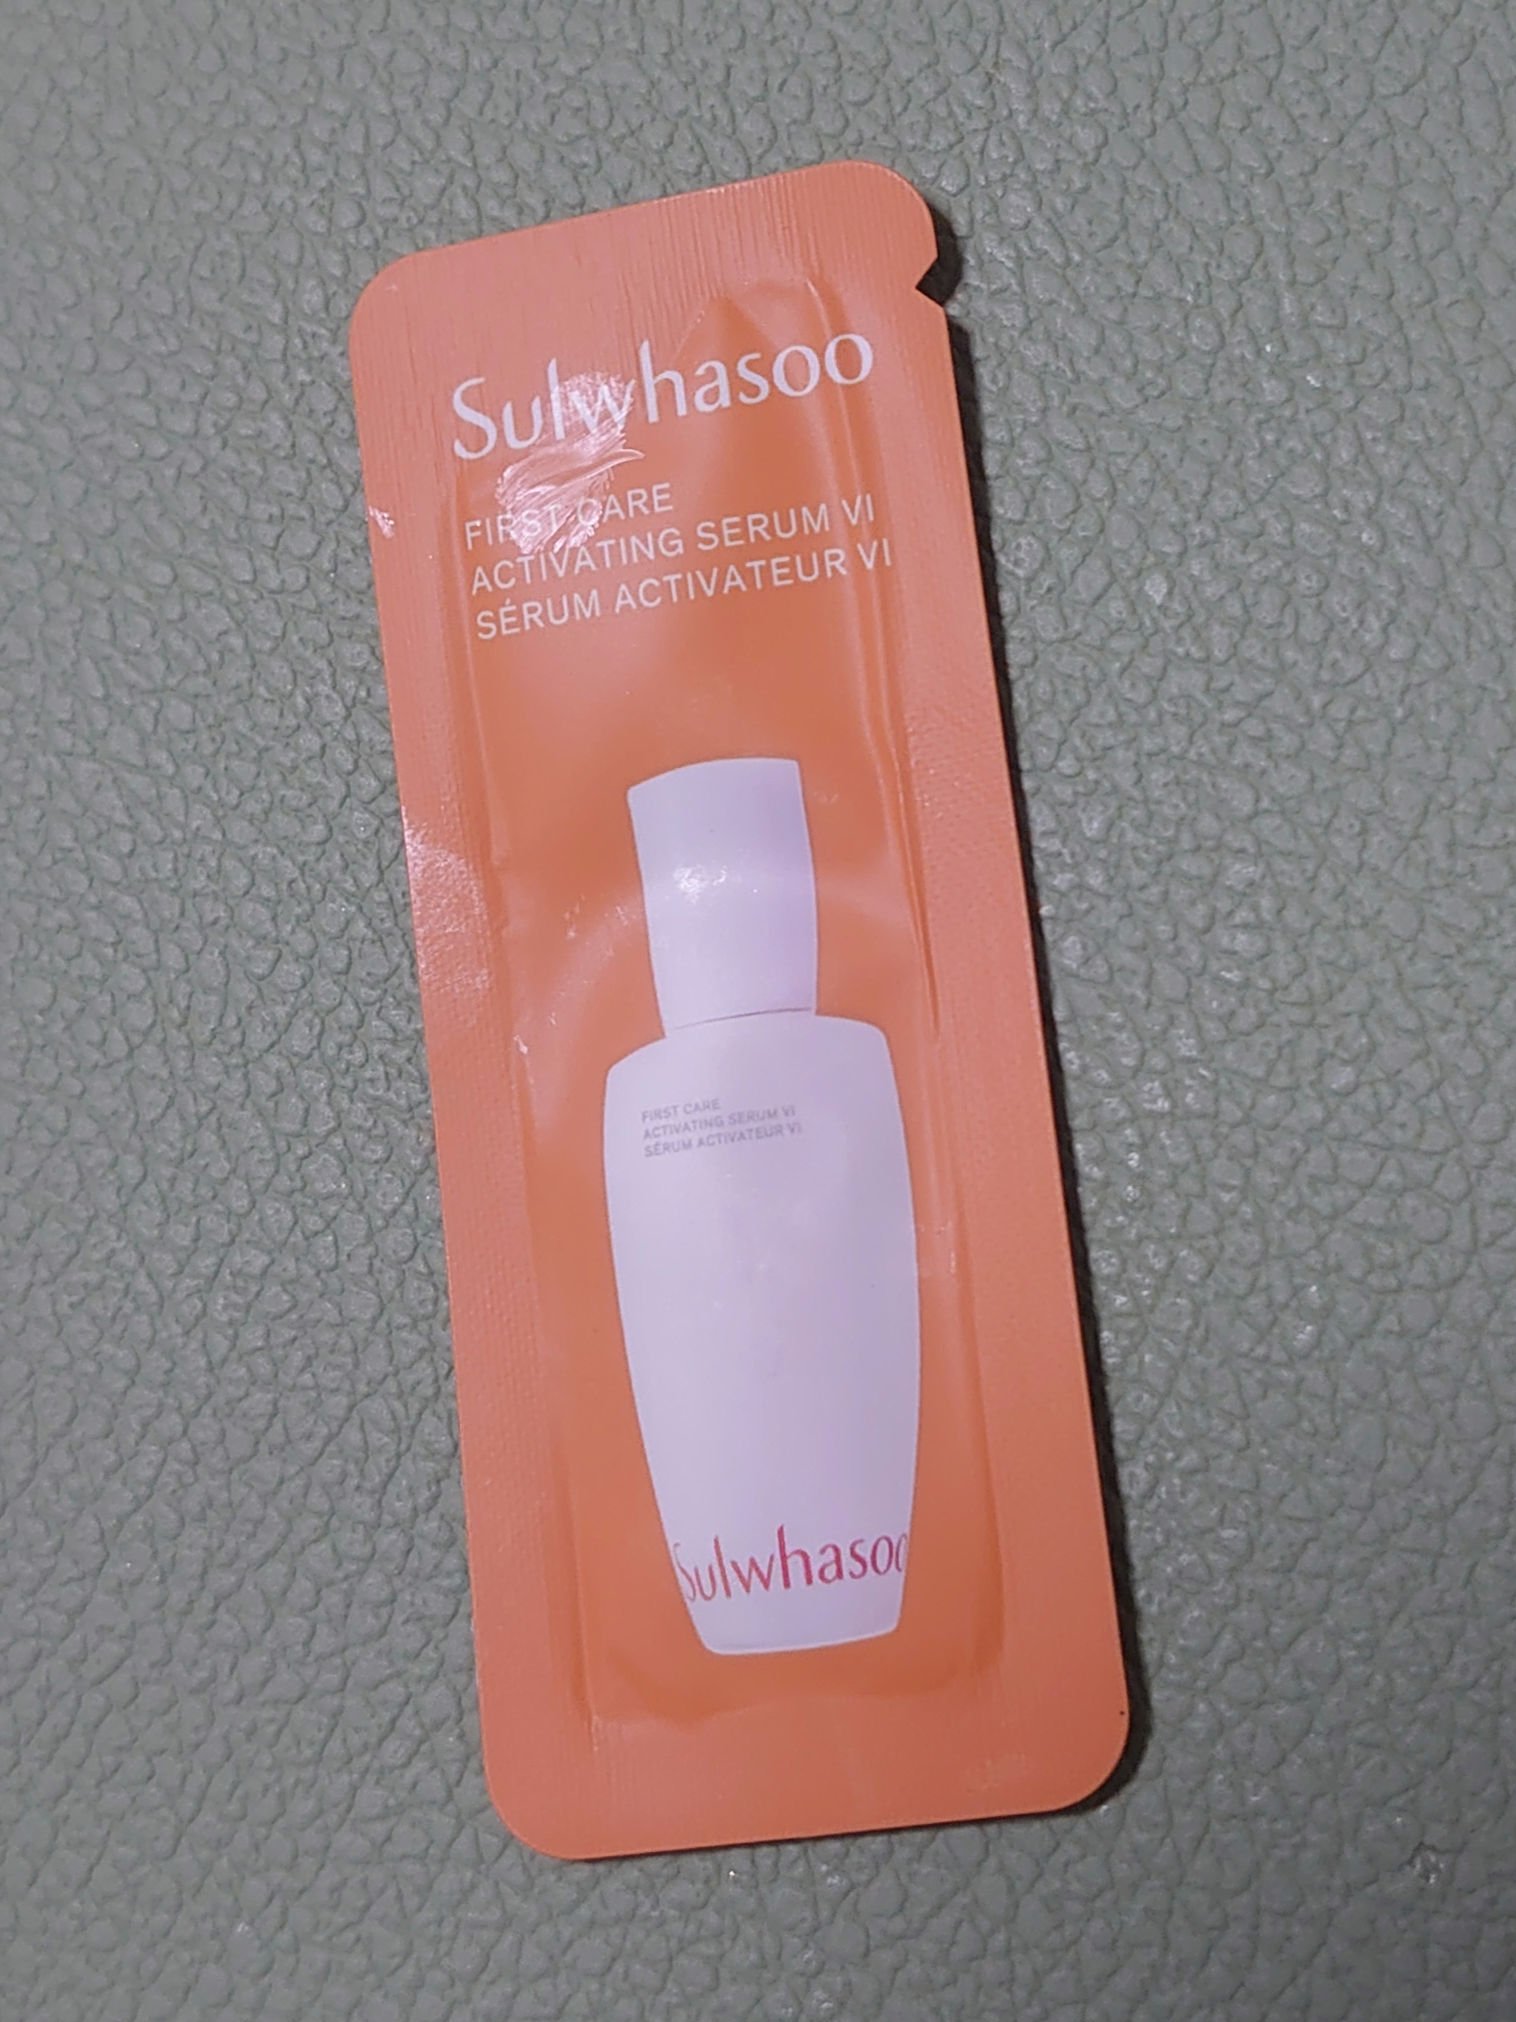 Sulwhasoo
FIRST CARE
ACTIVATING SERUM VI
SÉRUM ACTIVATEUR VI
FIRST CARE
ACTIVATING SERUM VI
SÉRUM ACTIVATEUR VI
Sulwhasoo